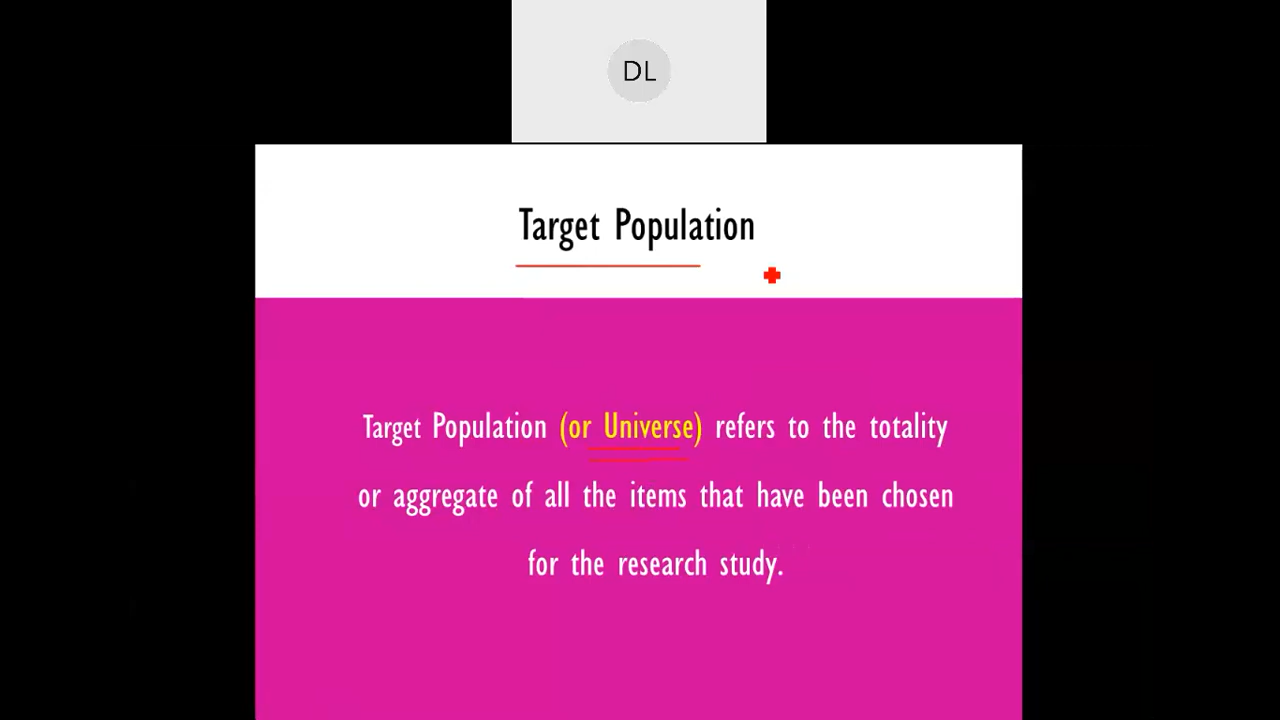 DL
Target Population
Target Population (or Universe) refers to the totality
or aggregate of all the items that have been chosen
for the research study.